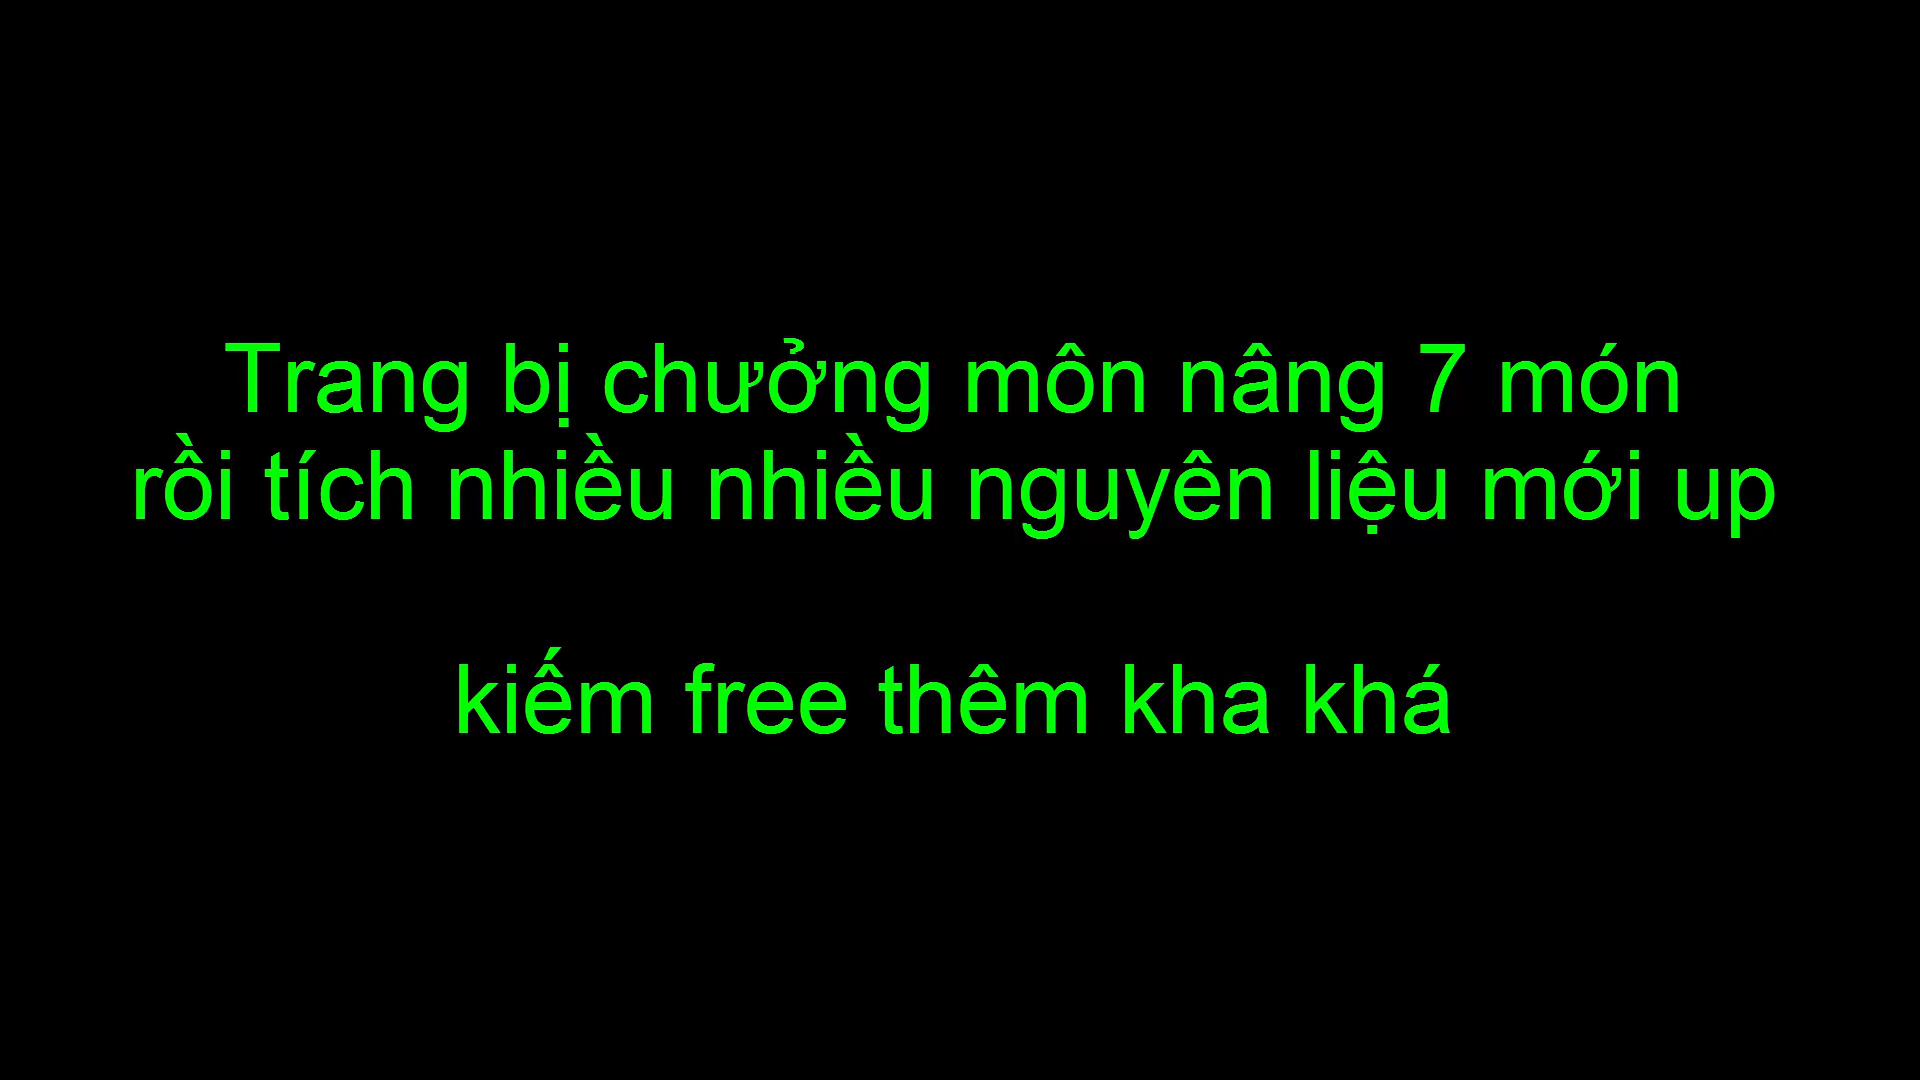 Trang bị chưởng môn nâng 7 món
rồi tích nhiều nhiều nguyên liệu mới up
kiếm free thêm kha khá